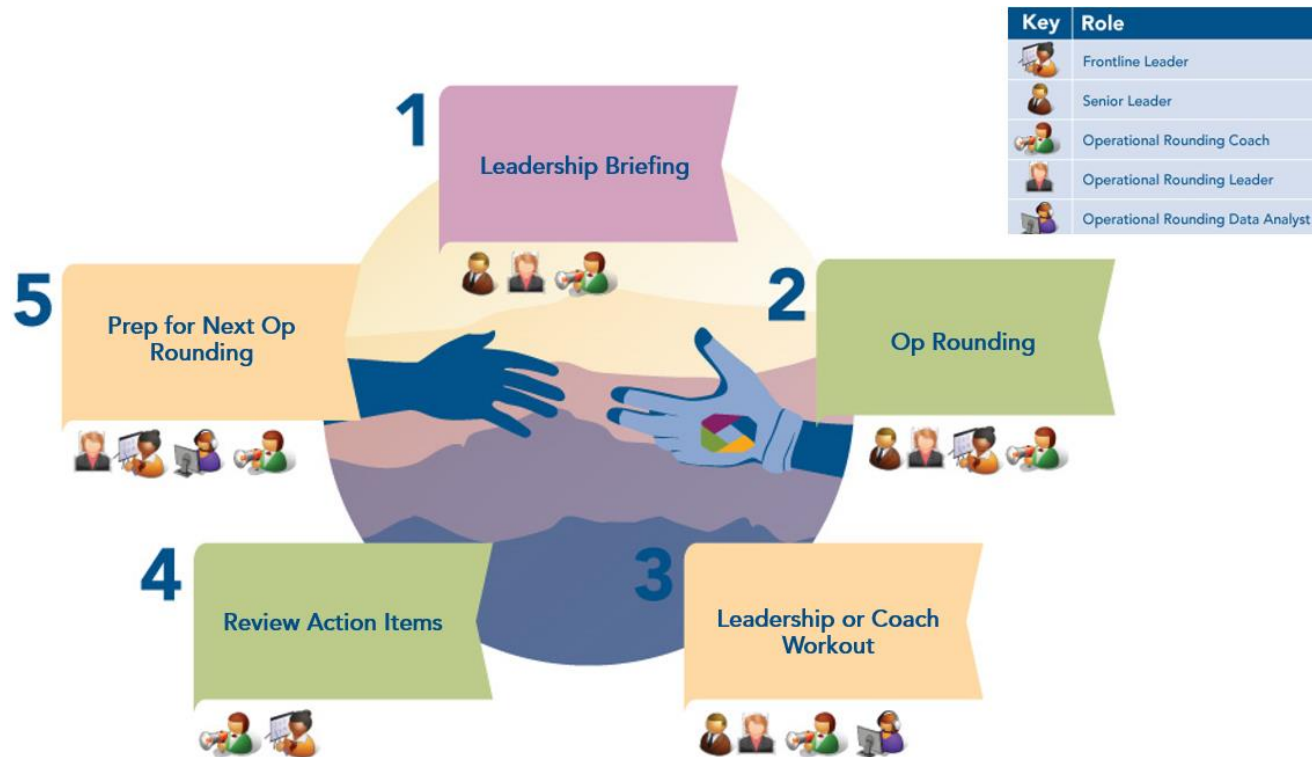 Key Role
Frontline Leader
Senior Leader
Operational Rounding Coach
Operational Rounding Leader
Operational Rounding Data Analyst
1
Leadership Briefing
2
Op Rounding
3
Leadership or Coach
Workout
4
Review Action Items
5
Prep for Next Op
Rounding